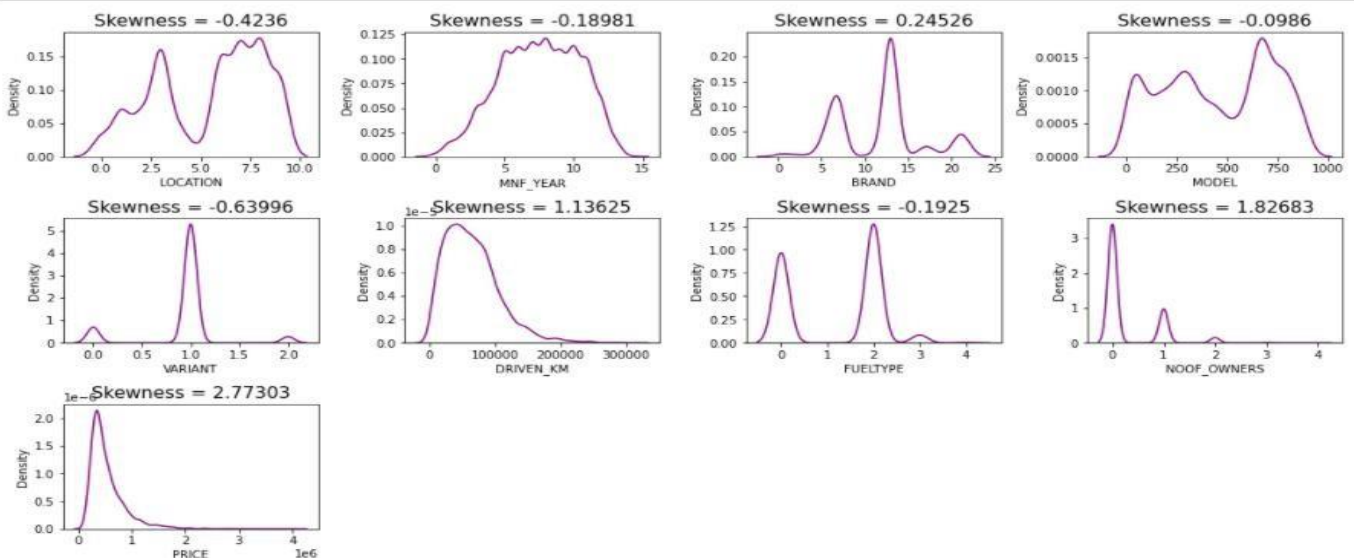 Skewness = -0.4236
Skewness = -0.18981
Skewness = 0.24526
Skewness = -0.0986
Density
0.15
0.10
0.05
0.00
0.0 2.5 5.0 7.5 10.0
LOCATION
Density
0.125
0.100
0.075
0.050
0.025
0.000
0 5 10 15
MNF_YEAR
Density
0.20
0.15
0.10
0.05
0.00
0 5 10 15 20 25
BRAND
Density
0.0015
0.0010
0.0005
0.0000
0 250 500 750 1000
MODEL
Skewness = -0.63996
1e-5
Skewness = 1.13625
Skewness = -0.1925
Skewness = 1.82683
Density
5
4
3
2
1
0
0.0 0.5 1.0 1.5 2.0
VARIANT
Density
1.0
0.8
0.6
0.4
0.2
0.0
0 100000 200000 300000
DRIVEN_KM
Density
1.25
1.00
0.75
0.50
0.25
0.00
0 1 2 3 4
FUELTYPE
Density
3
2
1
0
0 1 2 3 4
NOOF_OWNERS
Skewness = 2.77303
1e-6
Density
2.0
1.5
1.0
0.5
0.0
0 1 2 3 4
1e6
PRICE